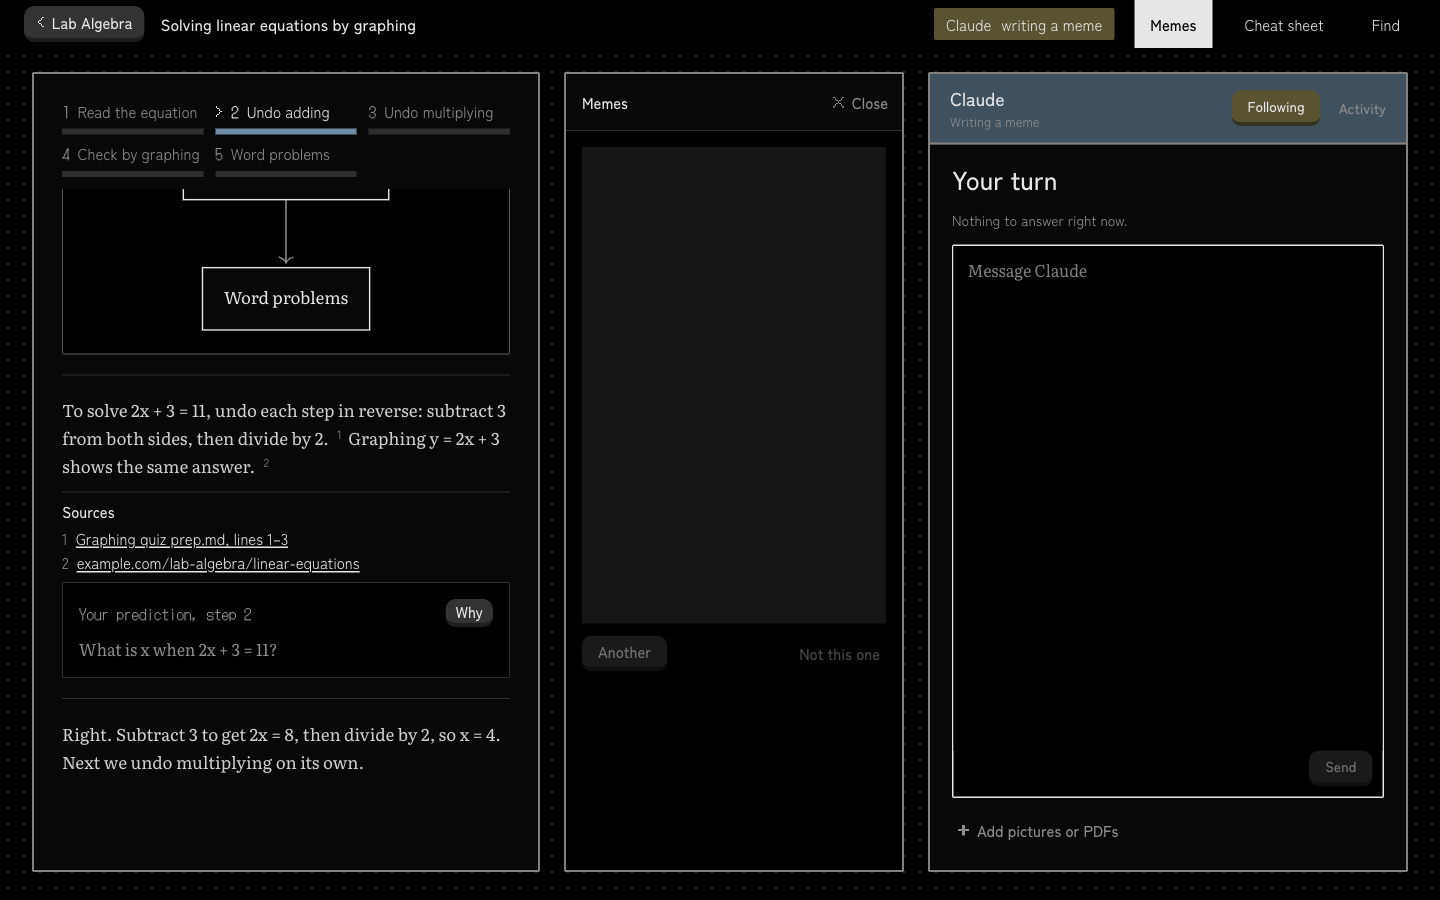 Lab Algebra
Solving linear equations by graphing
Claude writing a meme
Memes
Cheat sheet
Find
1 Read the equation
2 Undo adding
3 Undo multiplying
4 Check by graphing
5 Word problems
Word problems
To solve 2x + 3 = 11, undo each step in reverse: subtract 3
from both sides, then divide by 2. 1 Graphing y = 2x + 3
shows the same answer. 2
Sources
1 Graphing quiz prep.md, lines 1–3
2 example.com/lab-algebra/linear-equations
Your prediction, step 2
Why
What is x when 2x + 3 = 11?
Right. Subtract 3 to get 2x = 8, then divide by 2, so x = 4.
Next we undo multiplying on its own.
Memes
Close
Another
Not this one
Claude
Writing a meme
Following
Activity
Your turn
Nothing to answer right now.
Message Claude
Send
Add pictures or PDFs